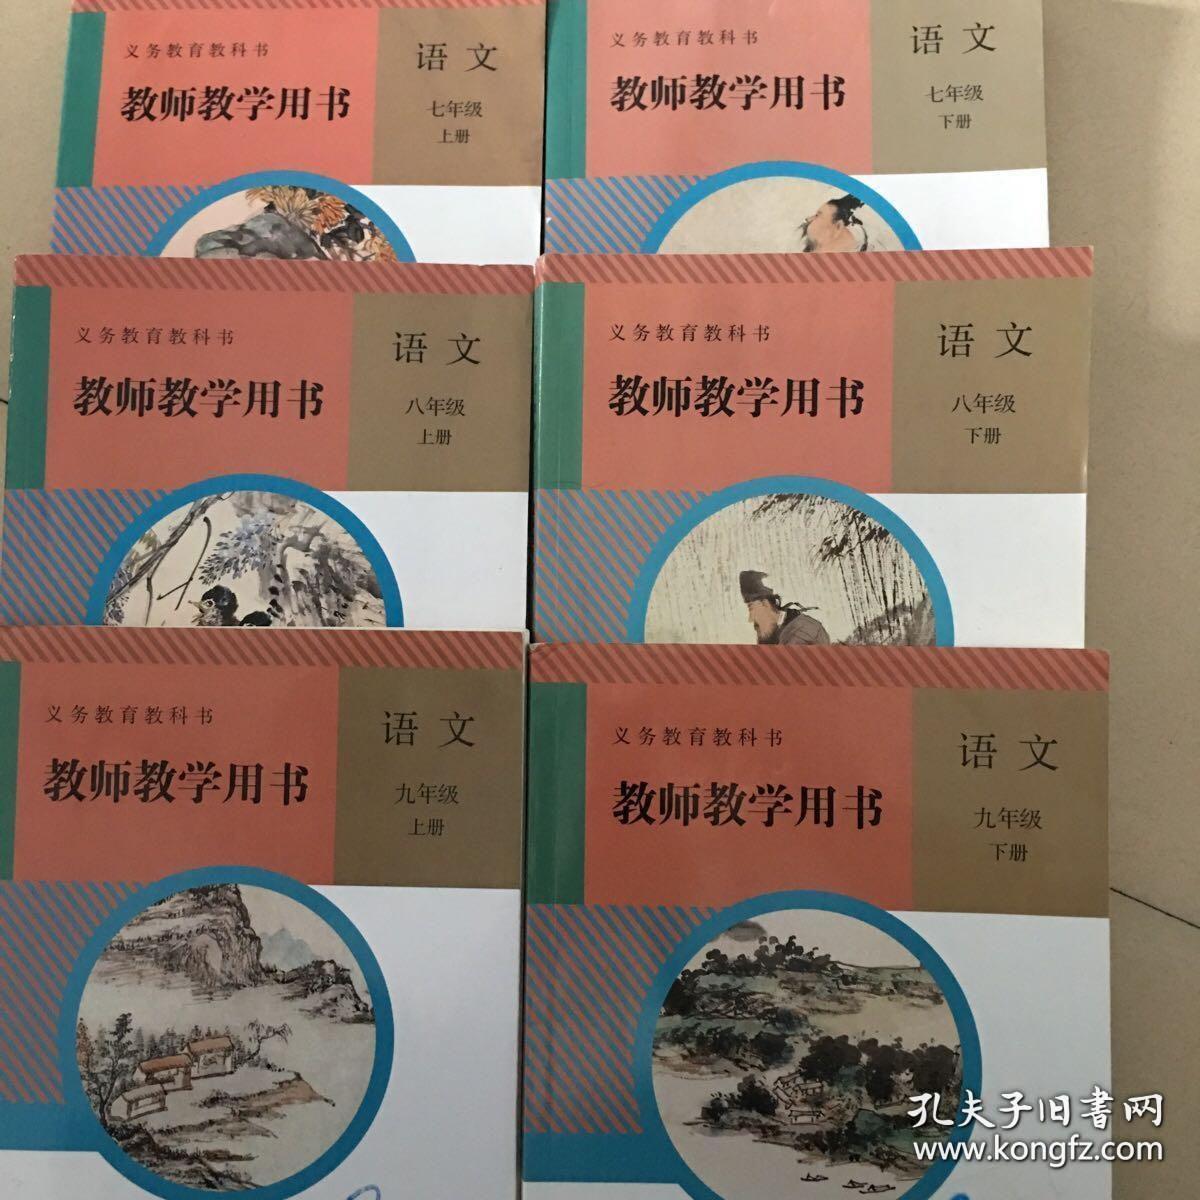 义务教育教科书
教师教学用书
语文
七年级
上册
义务教育教科书
教师教学用书
语文
七年级
下册
义务教育教科书
教师教学用书
语文
八年级
上册
义务教育教科书
教师教学用书
语文
八年级
下册
义务教育教科书
教师教学用书
语文
九年级
上册
义务教育教科书
教师教学用书
语文
九年级
下册
孔夫子旧書网
www.kongfz.com